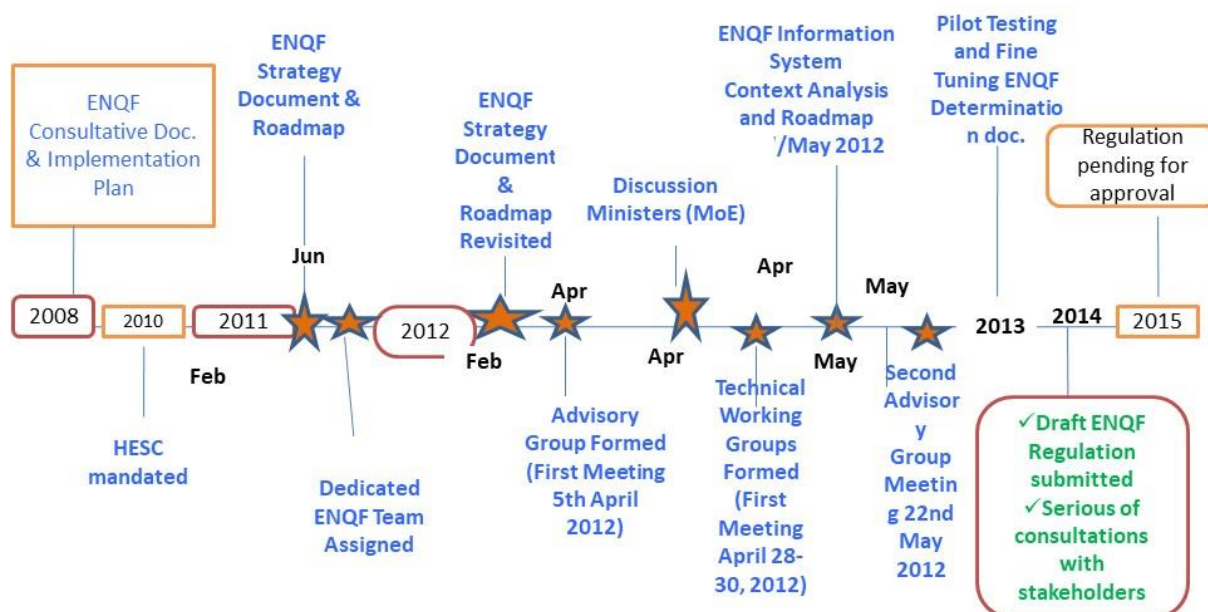 ENQF
Consultative Doc.
& Implementation
Plan
ENQF
Strategy
Document &
Roadmap
ENQF
Strategy
Document
&
Roadmap
Revisited
Discussion
Ministers (MoE)
ENQF Information
System
Context Analysis
and Roadmap
/May 2012
Pilot Testing
and Fine
Tuning ENQF
Determinatio
n doc.
Regulation
pending for
approval
Jun
Apr
Apr
May
2008
2010
2011
2012
2013
2014
2015
Feb
Feb
Apr
May
HESC
mandated
Dedicated
ENQF Team
Assigned
Advisory
Group Formed
(First Meeting
5th April
2012)
Technical
Working
Groups
Formed
(First
Meeting
April 28-
30, 2012)
Second
Advisor
y
Group
Meetin
g 22nd
May
2012
✓Draft ENQF
Regulation
submitted
✓Serious of
consultations
with
stakeholders